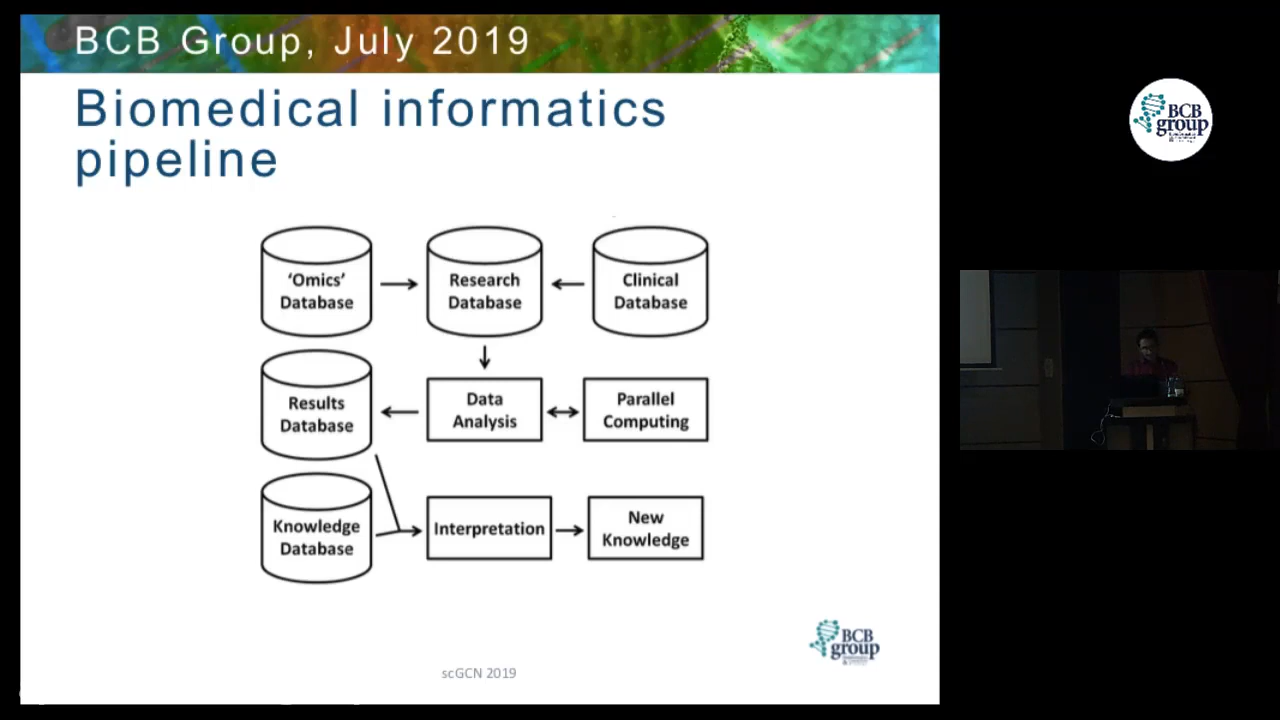 BCB Group, July 2019
Biomedical informatics
pipeline
‘Omics’
Database
Research
Database
Clinical
Database
Results
Database
Data
Analysis
Parallel
Computing
Knowledge
Database
Interpretation
New
Knowledge
BCB
group
scGCN 2019
BCB
group